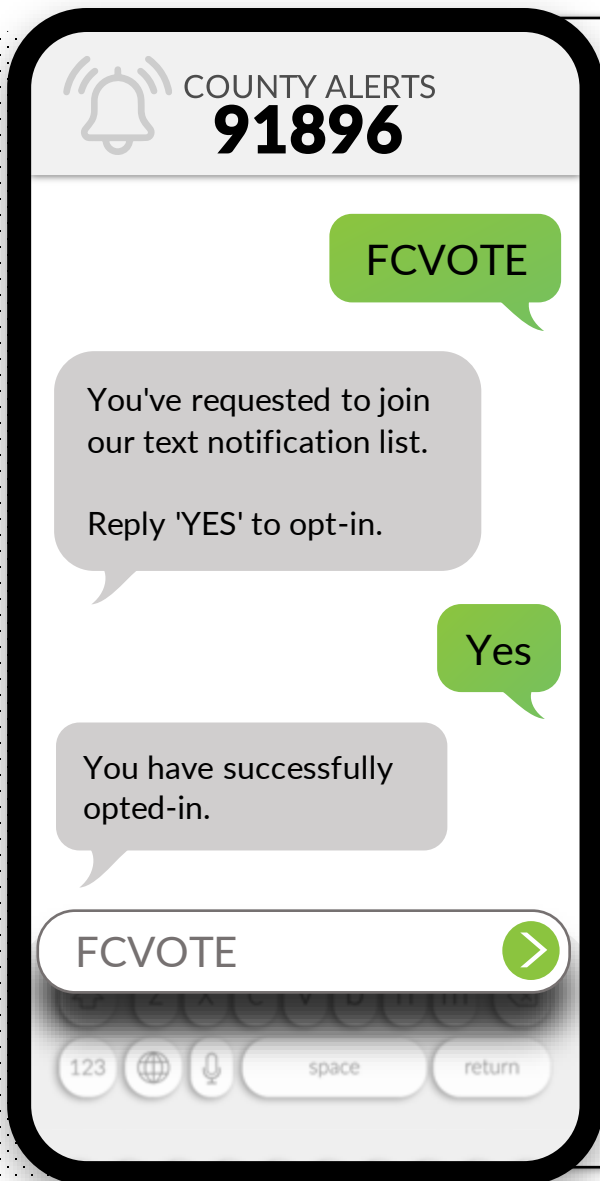 COUNTY ALERTS
91896
FCVOTE
You've requested to join
our text notification list.
Reply 'YES' to opt-in.
Yes
You have successfully
opted-in.
FCVOTE
z x c v b n m
123 space return